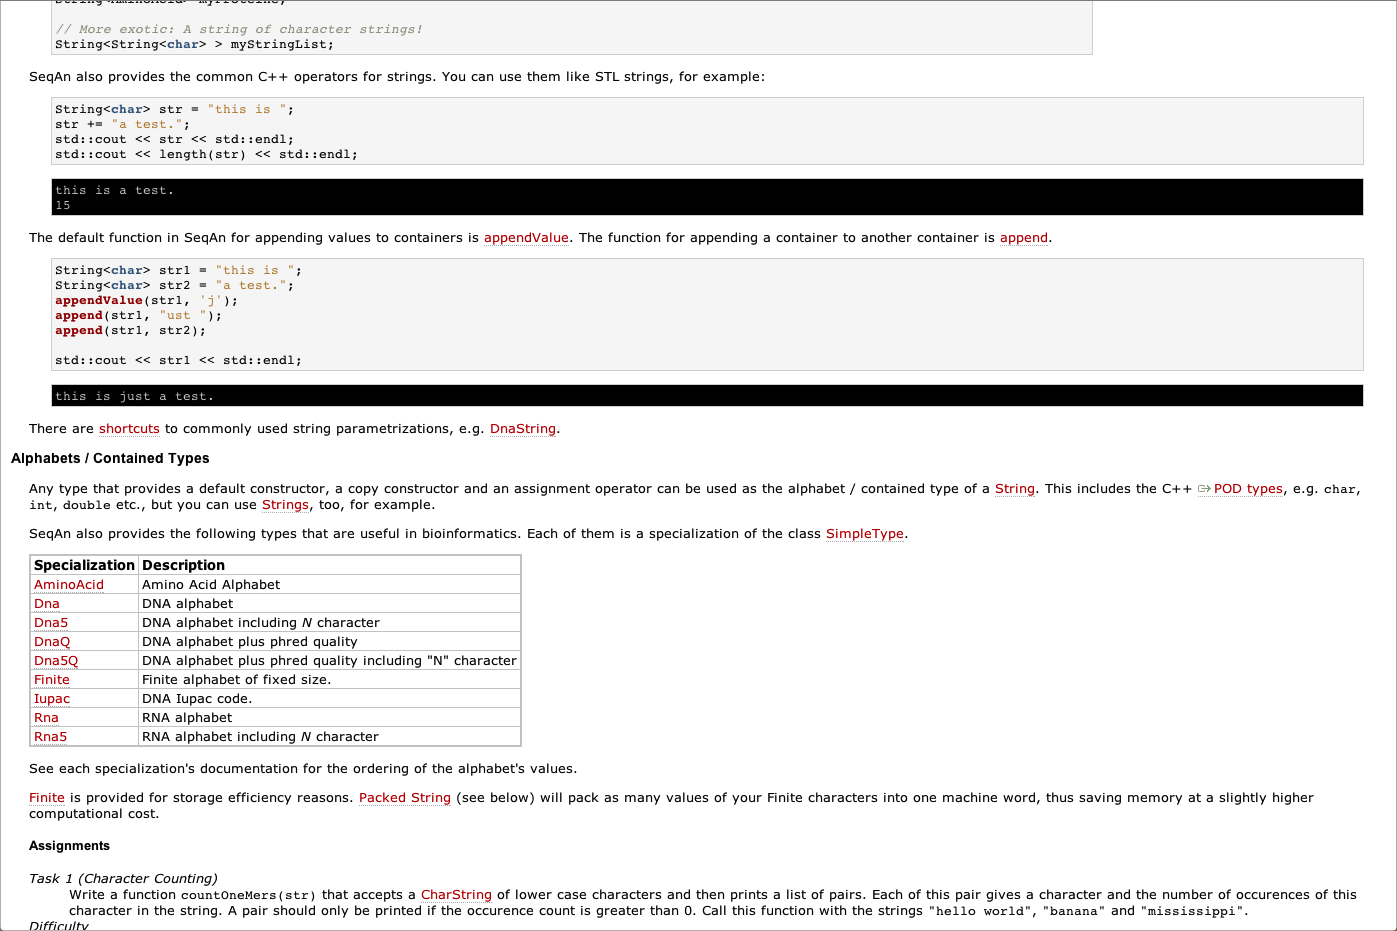 // More exotic: A string of character strings!
String<String<char> > myStringList;
SeqAn also provides the common C++ operators for strings. You can use them like STL strings, for example:
String<char> str = "this is ";
str += "a test.";
std::cout << str << std::endl;
std::cout << length(str) << std::endl;
this is a test.
15
The default function in SeqAn for appending values to containers is appendValue. The function for appending a container to another container is append.
String<char> str1 = "this is ";
String<char> str2 = "a test.";
appendValue(str1, 'j');
append(str1, "ust ");
append(str1, str2);
std::cout << str1 << std::endl;
this is just a test.
There are shortcuts to commonly used string parametrizations, e.g. DnaString.
Alphabets / Contained Types
Any type that provides a default constructor, a copy constructor and an assignment operator can be used as the alphabet / contained type of a String. This includes the C++ POD types, e.g. char,
int, double etc., but you can use Strings, too, for example.
SeqAn also provides the following types that are useful in bioinformatics. Each of them is a specialization of the class SimpleType.
Specialization Description
AminoAcid Amino Acid Alphabet
Dna DNA alphabet
Dna5 DNA alphabet including N character
DnaQ DNA alphabet plus phred quality
Dna5Q DNA alphabet plus phred quality including "N" character
Finite Finite alphabet of fixed size.
Iupac DNA Iupac code.
Rna RNA alphabet
Rna5 RNA alphabet including N character
See each specialization's documentation for the ordering of the alphabet's values.
Finite is provided for storage efficiency reasons. Packed String (see below) will pack as many values of your Finite characters into one machine word, thus saving memory at a slightly higher
computational cost.
Assignments
Task 1 (Character Counting)
Write a function countOneMers(str) that accepts a CharString of lower case characters and then prints a list of pairs. Each of this pair gives a character and the number of occurences of this
character in the string. A pair should only be printed if the occurence count is greater than 0. Call this function with the strings "hello world", "banana" and "mississippi".
Difficulty